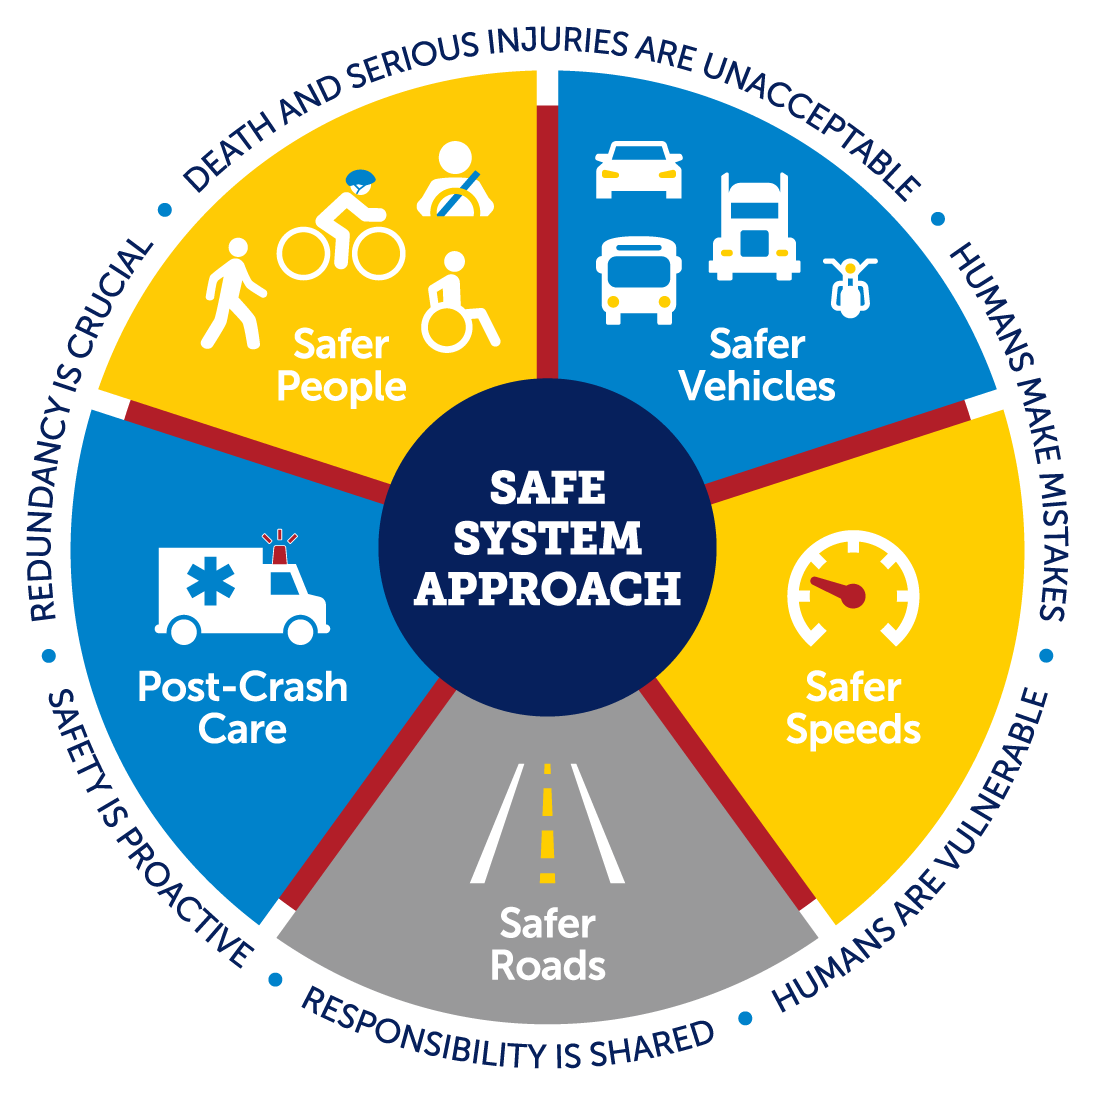 DEATH AND SERIOUS INJURIES ARE UNACCEPTABLE
HUMANS MAKE MISTAKES
HUMANS ARE VULNERABLE
RESPONSIBILITY IS SHARED
SAFETY IS PROACTIVE
REDUNDANCY IS CRUCIAL
Safer
People
Safer
Vehicles
Safer
Speeds
Safer
Roads
Post-Crash
Care
SAFE
SYSTEM
APPROACH